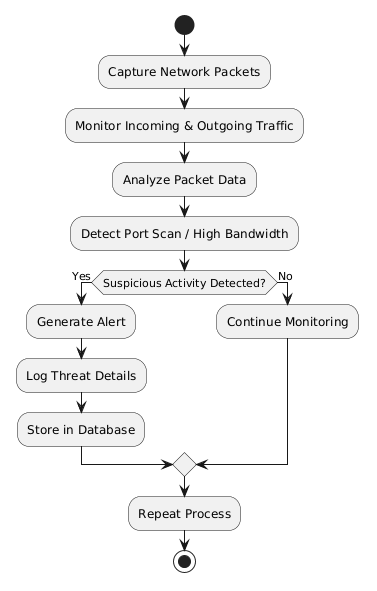 Capture Network Packets
Monitor Incoming & Outgoing Traffic
Analyze Packet Data
Detect Port Scan / High Bandwidth
Suspicious Activity Detected?
Yes
No
Generate Alert
Continue Monitoring
Log Threat Details
Store in Database
Repeat Process